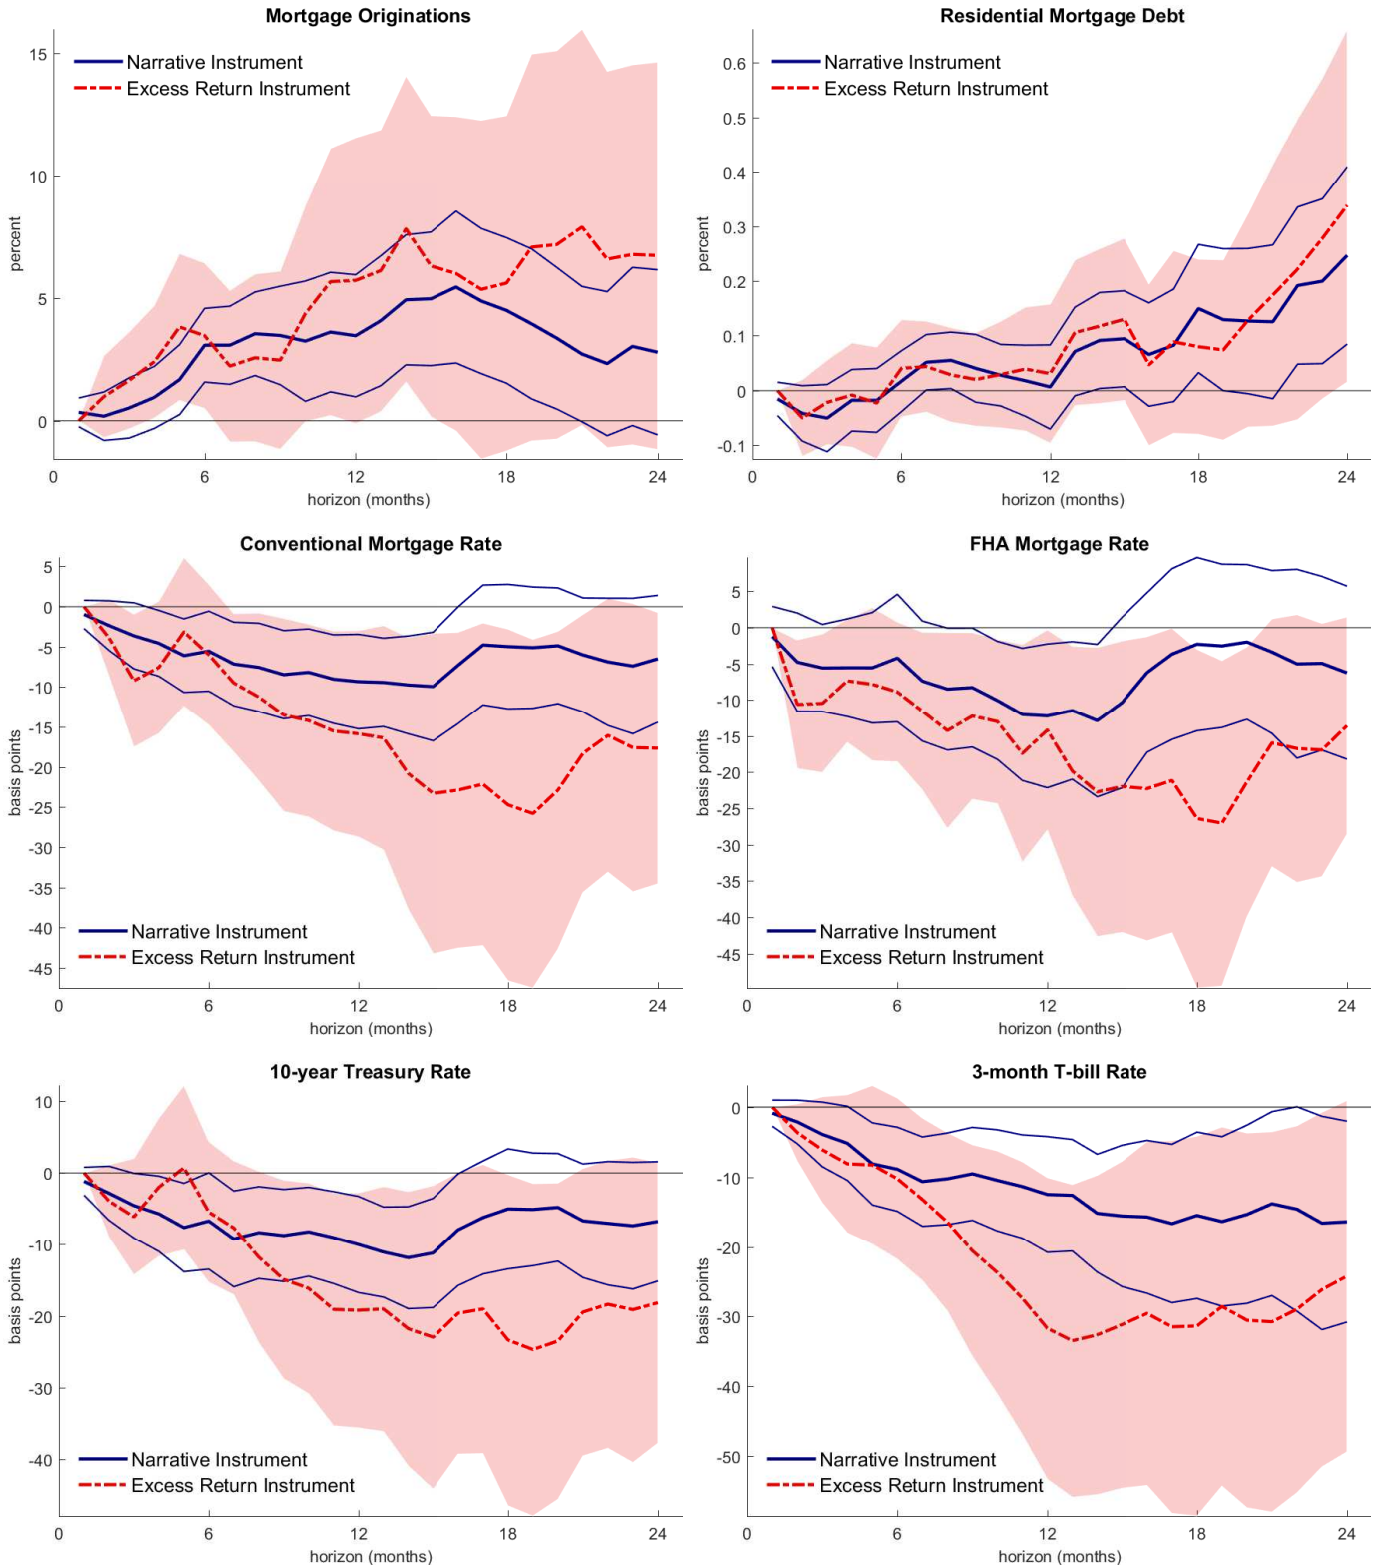 Mortgage Originations
Narrative Instrument
Excess Return Instrument
15
10
5
0
percent
0 6 12 18 24
horizon (months)
Residential Mortgage Debt
Narrative Instrument
Excess Return Instrument
0.6
0.5
0.4
0.3
0.2
0.1
0
-0.1
percent
0 6 12 18 24
horizon (months)
Conventional Mortgage Rate
5
0
-5
-10
-15
-20
-25
-30
-35
-40
-45
basis points
Narrative Instrument
Excess Return Instrument
0 6 12 18 24
horizon (months)
FHA Mortgage Rate
5
0
-5
-10
-15
-20
-25
-30
-35
-40
-45
basis points
Narrative Instrument
Excess Return Instrument
0 6 12 18 24
horizon (months)
10-year Treasury Rate
10
0
-10
-20
-30
-40
basis points
Narrative Instrument
Excess Return Instrument
0 6 12 18 24
horizon (months)
3-month T-bill Rate
0
-10
-20
-30
-40
-50
basis points
Narrative Instrument
Excess Return Instrument
0 6 12 18 24
horizon (months)